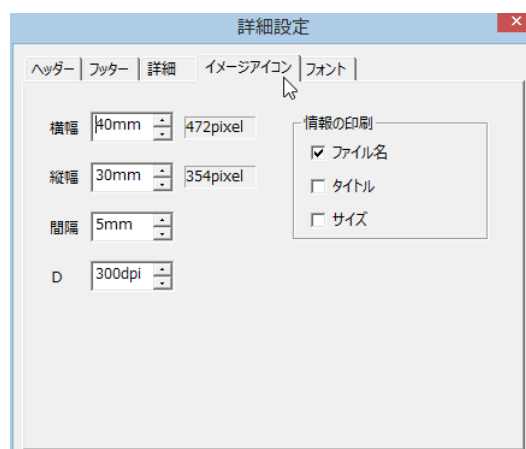 詳細設定
ヘッダー フッター 詳細 イメージアイコン フォント
横幅 40mm 472pixel
縦幅 30mm 354pixel
間隔 5mm
D 300dpi
情報の印刷
ファイル名
タイトル
サイズ